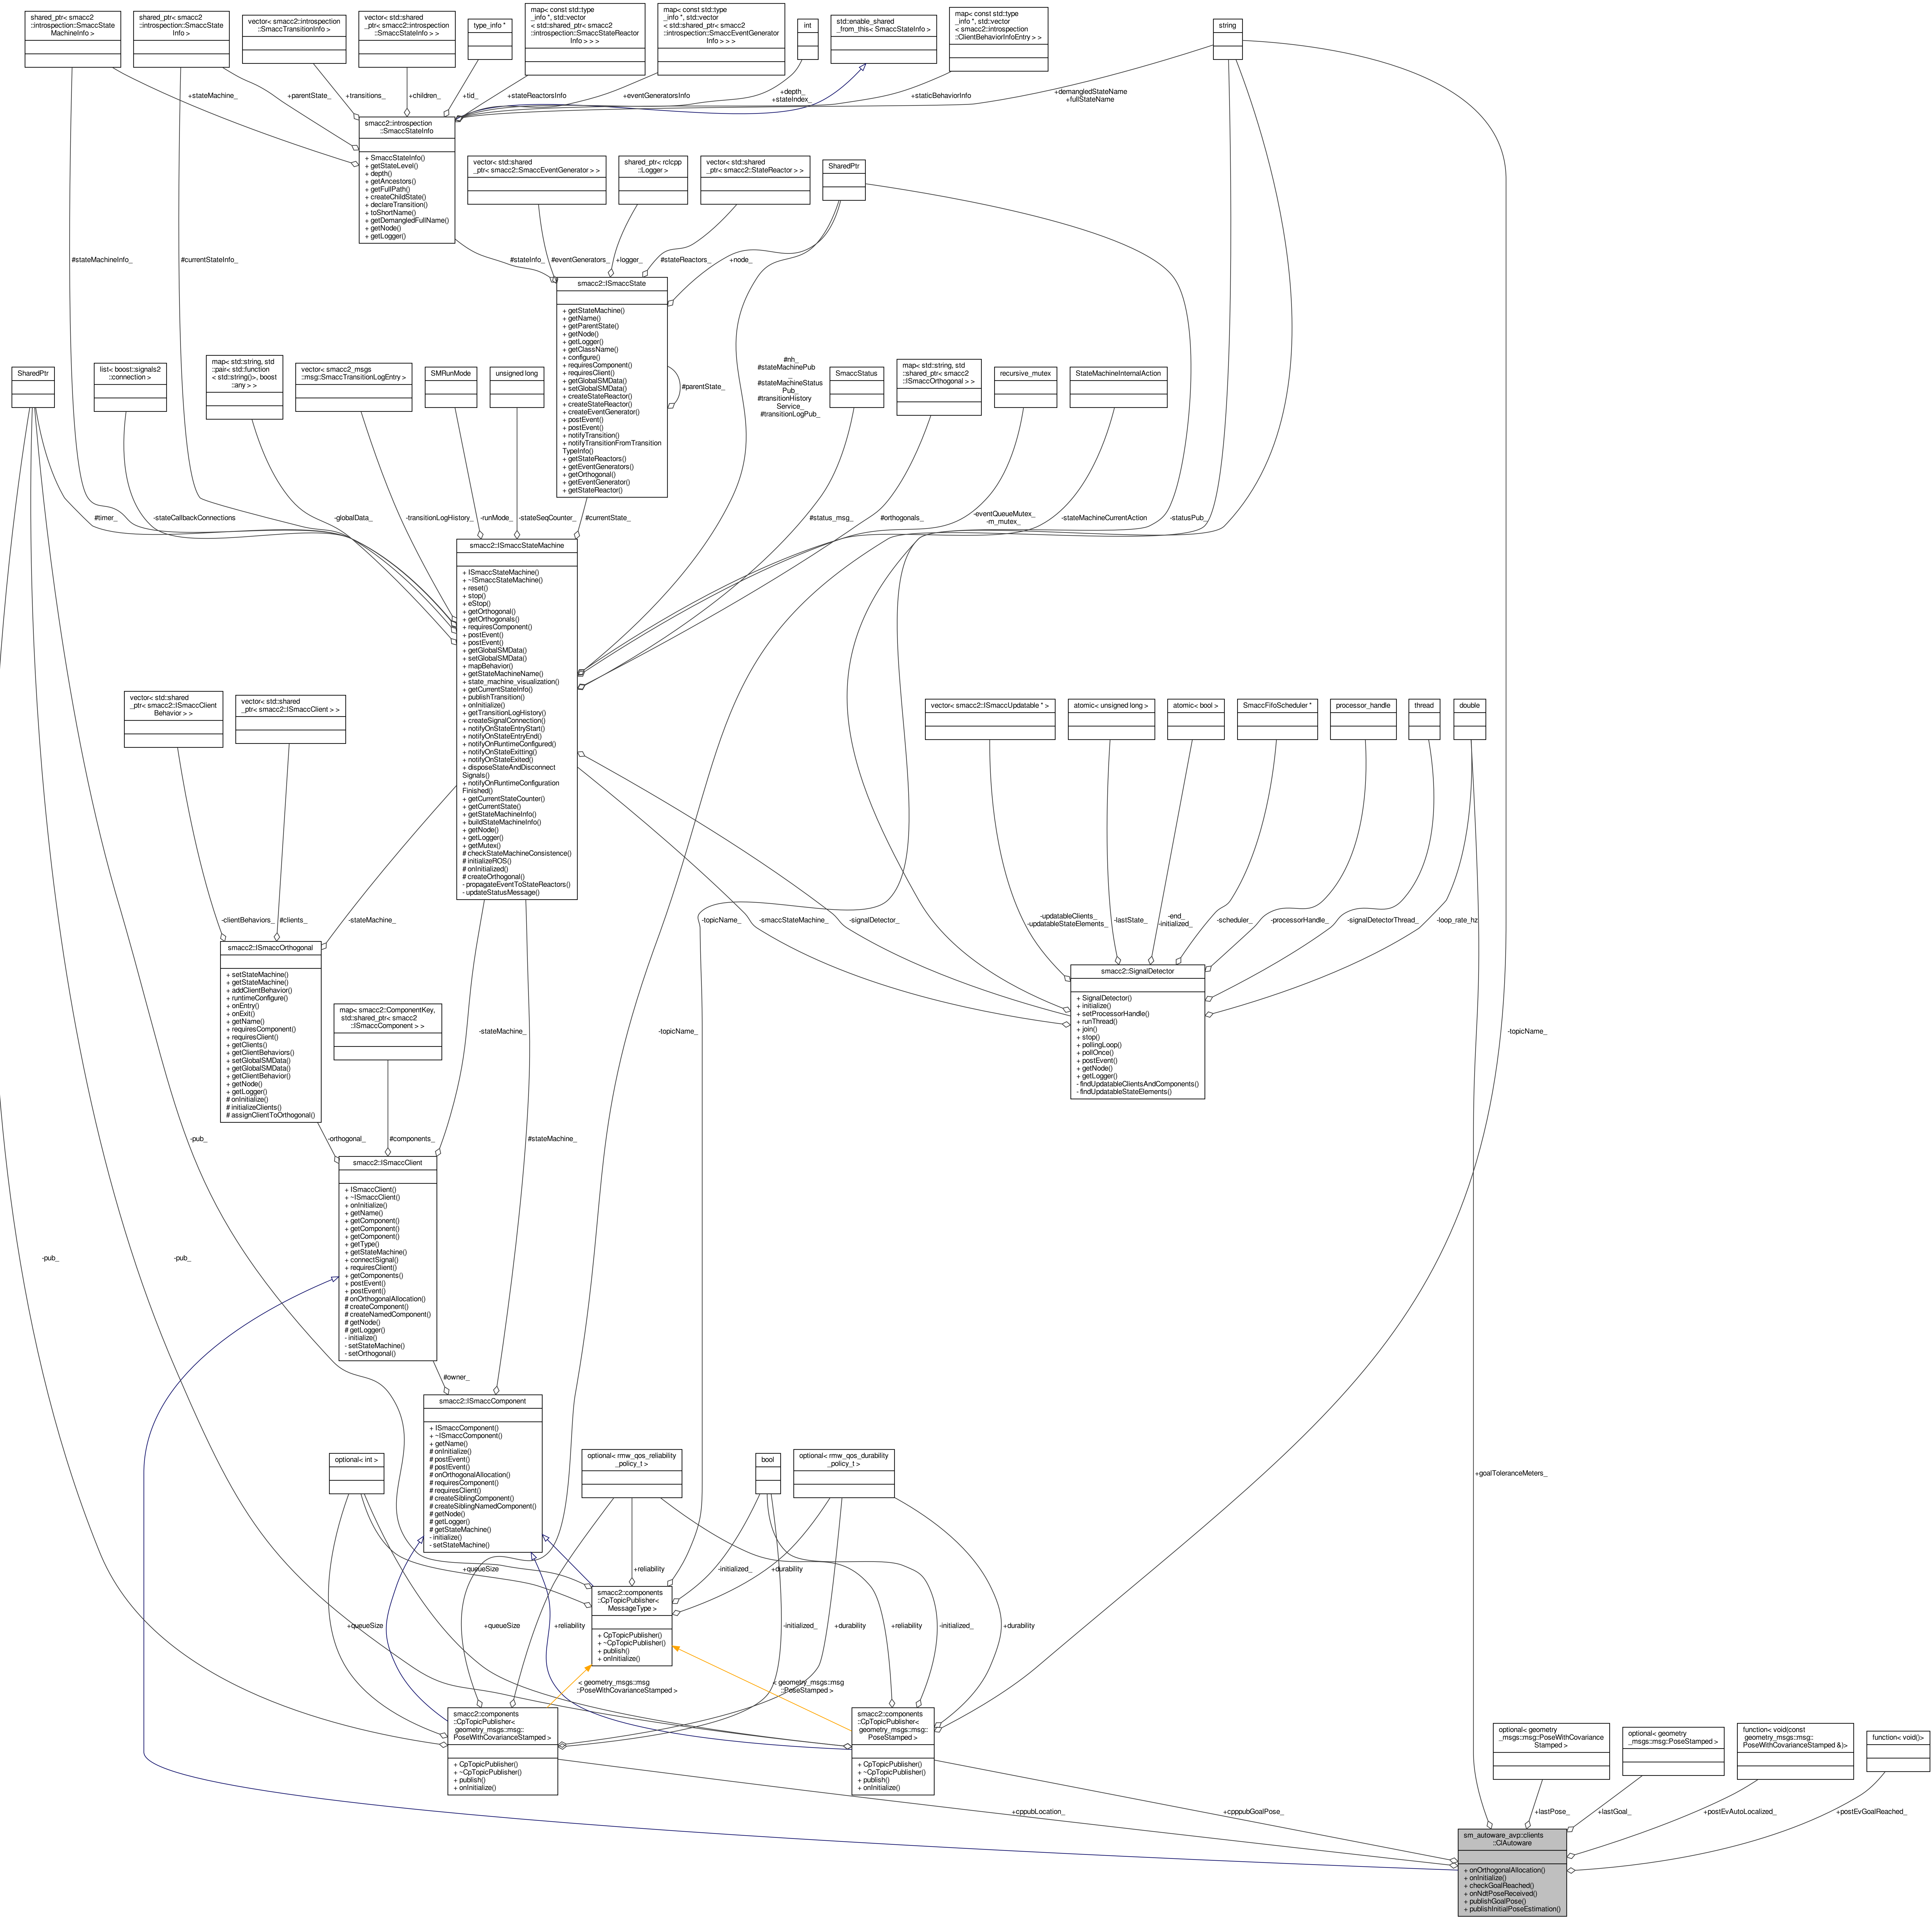 shared_ptr< smacc2
::introspection::SmaccState
MachineInfo >
shared_ptr< smacc2
::introspection::SmaccState
Info >
vector< smacc2::introspection
::SmaccTransitionInfo >
vector< std::shared
_ptr< smacc2::introspection
::SmaccStateInfo > >
type_info *
map< const std::type
_info *, std::vector
< std::shared_ptr< smacc2
::introspection::SmaccStateReactor
Info > > >
map< const std::type
_info *, std::vector
< std::shared_ptr< smacc2
::introspection::SmaccEventGenerator
Info > > >
int
std::enable_shared
_from_this< SmaccStateInfo >
map< const std::type
_info *, std::vector
< smacc2::introspection
::ClientBehaviorInfoEntry > >
string
+stateMachine_
+parentState_
+transitions_
+children_
+tid_
+stateReactorsInfo
+eventGeneratorsInfo
+depth_
+stateIndex_
+staticBehaviorInfo
+demangledStateName
+fullStateName
smacc2::introspection
::SmaccStateInfo
+ SmaccStateInfo()
+ getStateLevel()
+ depth()
+ getAncestors()
+ getFullPath()
+ createChildState()
+ declareTransition()
+ toShortName()
+ getDemangledFullName()
+ getNode()
+ getLogger()
vector< std::shared
_ptr< smacc2::SmaccEventGenerator > >
shared_ptr< rclcpp
::Logger >
vector< std::shared
_ptr< smacc2::StateReactor > >
SharedPtr
#stateMachineInfo_
#currentStateInfo_
#stateInfo_
#eventGenerators_
+logger_
#stateReactors_
+node_
smacc2::ISmaccState
+ getStateMachine()
+ getName()
+ getParentState()
+ getNode()
+ getLogger()
+ getClassName()
+ configure()
+ requiresComponent()
+ requiresClient()
+ getGlobalSMData()
+ setGlobalSMData()
+ createStateReactor()
+ createStateReactor()
+ createEventGenerator()
+ postEvent()
+ postEvent()
+ notifyTransition()
+ notifyTransitionFromTransition
TypeInfo()
+ getStateReactors()
+ getEventGenerators()
+ getOrthogonal()
+ getEventGenerator()
+ getStateReactor()
#parentState_
SharedPtr
list< boost::signals2
::connection >
map< std::string, std
::pair< std::function
< std::string()>, boost
::any > >
vector< smacc2_msgs
::msg::SmaccTransitionLogEntry >
SMRunMode
unsigned long
#nh_
#stateMachinePub
_
#stateMachineStatus
Pub_
#transitionHistory
Service_
#transitionLogPub_
SmaccStatus
map< std::string, std
::shared_ptr< smacc2
::ISmaccOrthogonal > >
recursive_mutex
StateMachineInternalAction
#timer_
-stateCallbackConnections
-globalData_
-transitionLogHistory_
-runMode_
-stateSeqCounter_
#currentState_
#status_msg_
#orthogonals_
-eventQueueMutex_
-m_mutex_
-stateMachineCurrentAction
-statusPub_
smacc2::ISmaccStateMachine
+ ISmaccStateMachine()
+ ~ISmaccStateMachine()
+ reset()
+ stop()
+ eStop()
+ getOrthogonal()
+ getOrthogonals()
+ requiresComponent()
+ postEvent()
+ postEvent()
+ getGlobalSMData()
+ setGlobalSMData()
+ mapBehavior()
+ getStateMachineName()
+ state_machine_visualization()
+ getCurrentStateInfo()
+ publishTransition()
+ onInitialize()
+ getTransitionLogHistory()
+ createSignalConnection()
+ notifyOnStateEntryStart()
+ notifyOnStateEntryEnd()
+ notifyOnRuntimeConfigured()
+ notifyOnStateExitting()
+ notifyOnStateExited()
+ disposeStateAndDisconnect
Signals()
+ notifyOnRuntimeConfiguration
Finished()
+ getCurrentStateCounter()
+ getCurrentState()
+ getStateMachineInfo()
+ buildStateMachineInfo()
+ getNode()
+ getLogger()
+ getMutex()
# checkStateMachineConsistence()
# initializeROS()
# onInitialized()
# createOrthogonal()
- propagateEventToStateReactors()
- updateStatusMessage()
vector< std::shared
_ptr< smacc2::ISmaccClient
Behavior > >
vector< std::shared
_ptr< smacc2::ISmaccClient > >
vector< smacc2::ISmaccUpdatable * >
atomic< unsigned long >
atomic< bool >
SmaccFifoScheduler *
processor_handle
thread
double
-clientBehaviors_
#clients_
-stateMachine_
-topicName_
-smaccStateMachine_
-signalDetector_
-updatableClients_
-updatableStateElements_
-lastState_
-end_
-initialized_
-scheduler_
-processorHandle_
-signalDetectorThread_
-loop_rate_hz
smacc2::ISmaccOrthogonal
+ setStateMachine()
+ getStateMachine()
+ addClientBehavior()
+ runtimeConfigure()
+ onEntry()
+ onExit()
+ getName()
+ requiresComponent()
+ requiresClient()
+ getClients()
+ getClientBehaviors()
+ setGlobalSMData()
+ getGlobalSMData()
+ getClientBehavior()
+ getNode()
+ getLogger()
# onInitialize()
# initializeClients()
# assignClientToOrthogonal()
smacc2::SignalDetector
+ SignalDetector()
+ initialize()
+ setProcessorHandle()
+ runThread()
+ join()
+ stop()
+ pollingLoop()
+ pollOnce()
+ postEvent()
+ getNode()
+ getLogger()
- findUpdatableClientsAndComponents()
- findUpdatableStateElements()
map< smacc2::ComponentKey,
std::shared_ptr< smacc2
::ISmaccComponent > >
-stateMachine_
-topicName_
-topicName_
-pub_
-orthogonal_
#components_
#stateMachine_
smacc2::ISmaccClient
+ ISmaccClient()
+ ~ISmaccClient()
+ onInitialize()
+ getName()
+ getComponent()
+ getComponent()
+ getComponent()
+ getType()
+ getStateMachine()
+ connectSignal()
+ requiresClient()
+ getComponents()
+ postEvent()
+ postEvent()
# onOrthogonalAllocation()
# createComponent()
# createNamedComponent()
# getNode()
# getLogger()
- initialize()
- setStateMachine()
- setOrthogonal()
-pub_
-pub_
#owner_
smacc2::ISmaccComponent
+ ISmaccComponent()
+ ~ISmaccComponent()
+ getName()
# onInitialize()
# postEvent()
# postEvent()
# onOrthogonalAllocation()
# requiresComponent()
# requiresClient()
# createSiblingComponent()
# createSiblingNamedComponent()
# getNode()
# getLogger()
# getStateMachine()
- initialize()
- setStateMachine()
optional< int >
optional< rmw_qos_reliability
_policy_t >
bool
optional< rmw_qos_durability
_policy_t >
+goalToleranceMeters_
+queueSize
+reliability
-initialized_
+durability
smacc2::components
::CpTopicPublisher<
MessageType >
+ CpTopicPublisher()
+ ~CpTopicPublisher()
+ publish()
+ onInitialize()
+queueSize
+queueSize
+reliability
-initialized_
+durability
+reliability
-initialized_
+durability
< geometry_msgs::msg
::PoseWithCovarianceStamped >
< geometry_msgs::msg
::PoseStamped >
smacc2::components
::CpTopicPublisher<
geometry_msgs::msg::
PoseWithCovarianceStamped >
+ CpTopicPublisher()
+ ~CpTopicPublisher()
+ publish()
+ onInitialize()
smacc2::components
::CpTopicPublisher<
geometry_msgs::msg::
PoseStamped >
+ CpTopicPublisher()
+ ~CpTopicPublisher()
+ publish()
+ onInitialize()
optional< geometry
_msgs::msg::PoseWithCovariance
Stamped >
optional< geometry
_msgs::msg::PoseStamped >
function< void(const
geometry_msgs::msg::
PoseWithCovarianceStamped &)>
function< void()>
+cppubLocation_
+cpppubGoalPose_
+lastPose_
+lastGoal_
+postEvAutoLocalized_
+postEvGoalReached_
sm_autoware_avp::clients
::ClAutoware
+ onOrthogonalAllocation()
+ onInitialize()
+ checkGoalReached()
+ onNdtPoseReceived()
+ publishGoalPose()
+ publishInitialPoseEstimation()